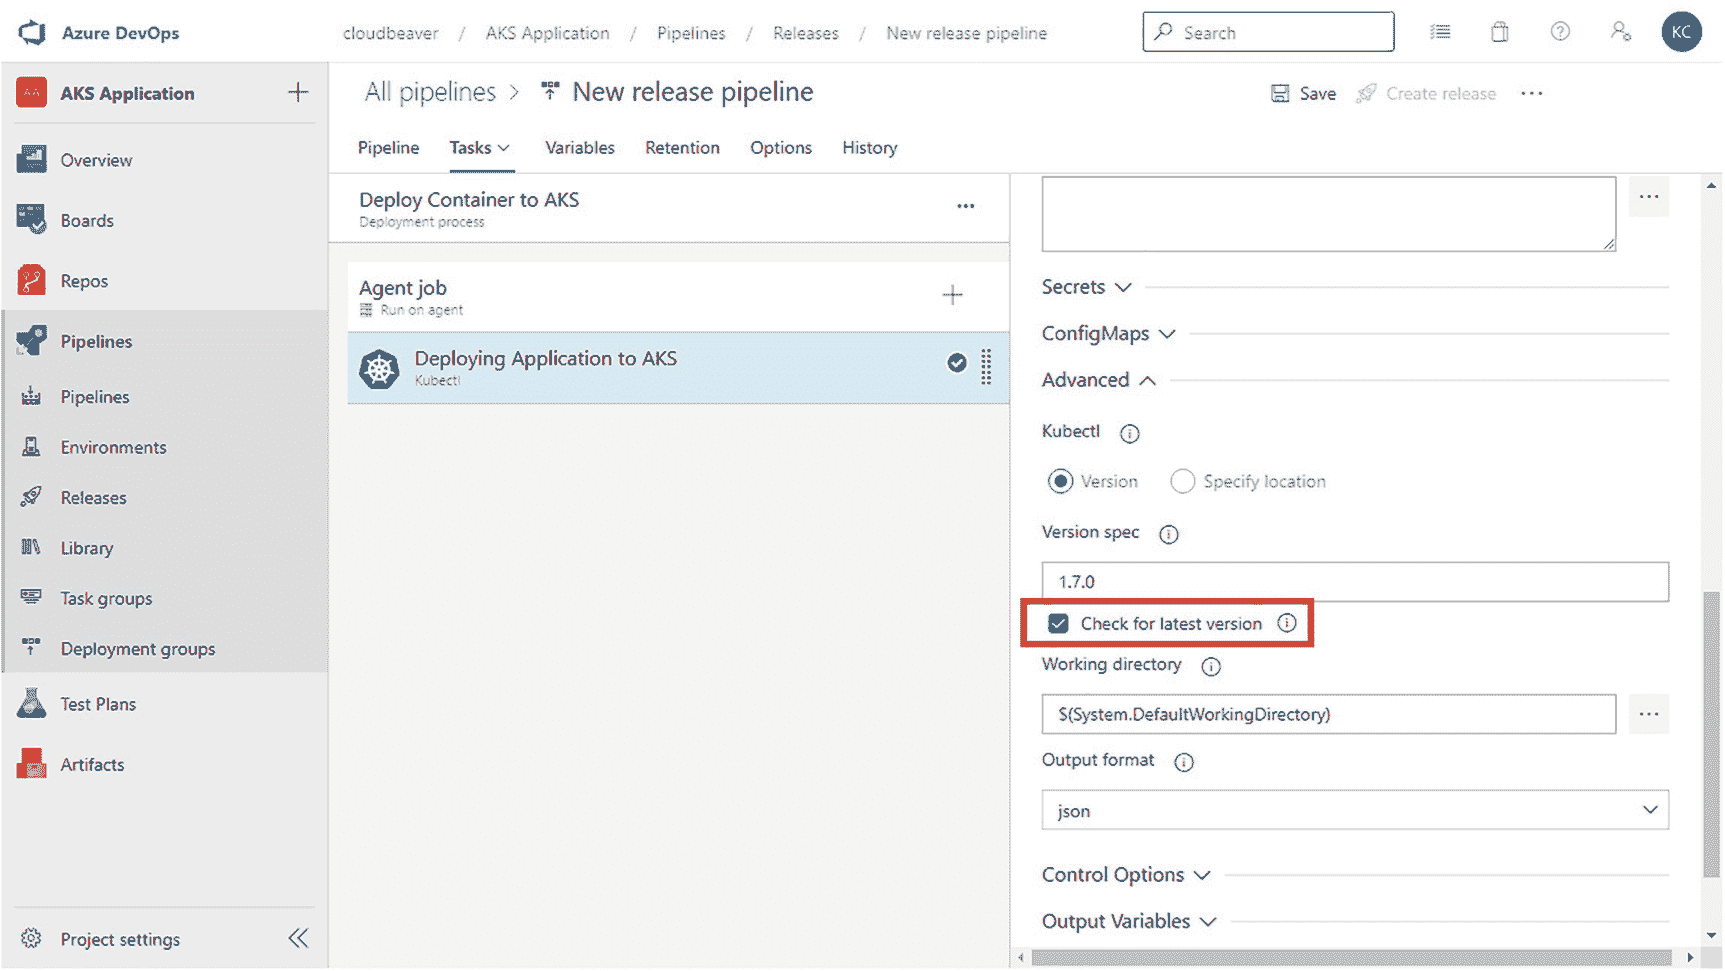 Azure DevOps
cloudbeaver / AKS Application / Pipelines / Releases / New release pipeline
Search
KC
AKS Application
All pipelines > New release pipeline
Save
Create release
Overview
Boards
Repos
Pipelines
Pipelines
Environments
Releases
Library
Task groups
Deployment groups
Test Plans
Artifacts
Project settings
Pipeline Tasks Variables Retention Options History
Deploy Container to AKS
Deployment process
Agent job
Run on agent
Deploying Application to AKS
Kubectl
Secrets
ConfigMaps
Advanced
Kubectl
Version Specify location
Version spec
1.7.0
Check for latest version
Working directory
$(System.DefaultWorkingDirectory)
Output format
json
Control Options
Output Variables